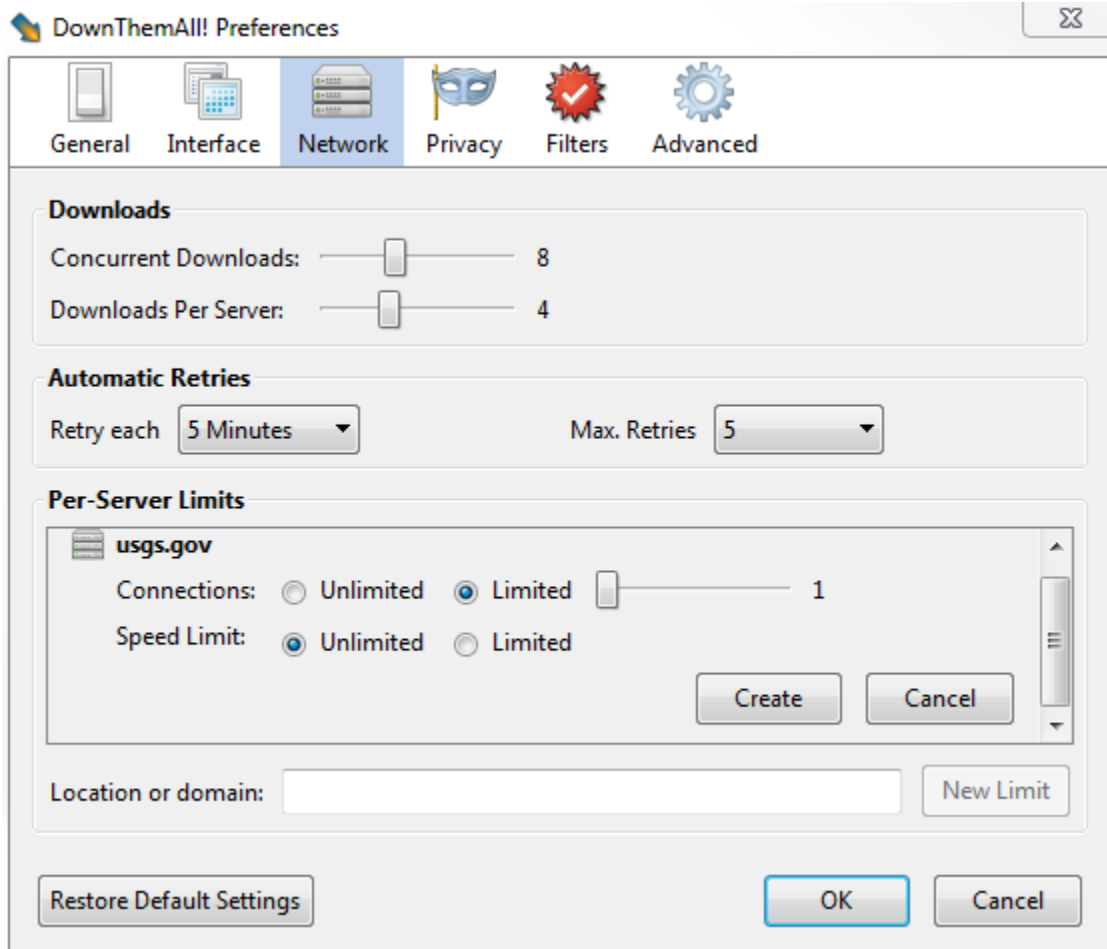 DownThemAll! Preferences
General Interface Network Privacy Filters Advanced
Downloads
Concurrent Downloads: 8
Downloads Per Server: 4
Automatic Retries
Retry each 5 Minutes Max. Retries 5
Per-Server Limits
usgs.gov
Connections: Unlimited Limited 1
Speed Limit: Unlimited Limited
Create Cancel
Location or domain: New Limit
Restore Default Settings OK Cancel